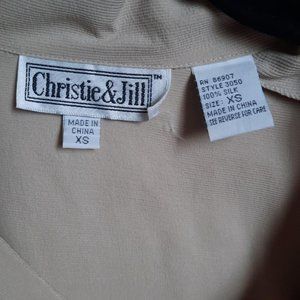 Christie&Jill™
MADE IN
CHINA
XS
RN 86907
STYLE 3050
100% SILK
SIZE: XS
MADE IN CHINA
SEE REVERSE FOR CARE